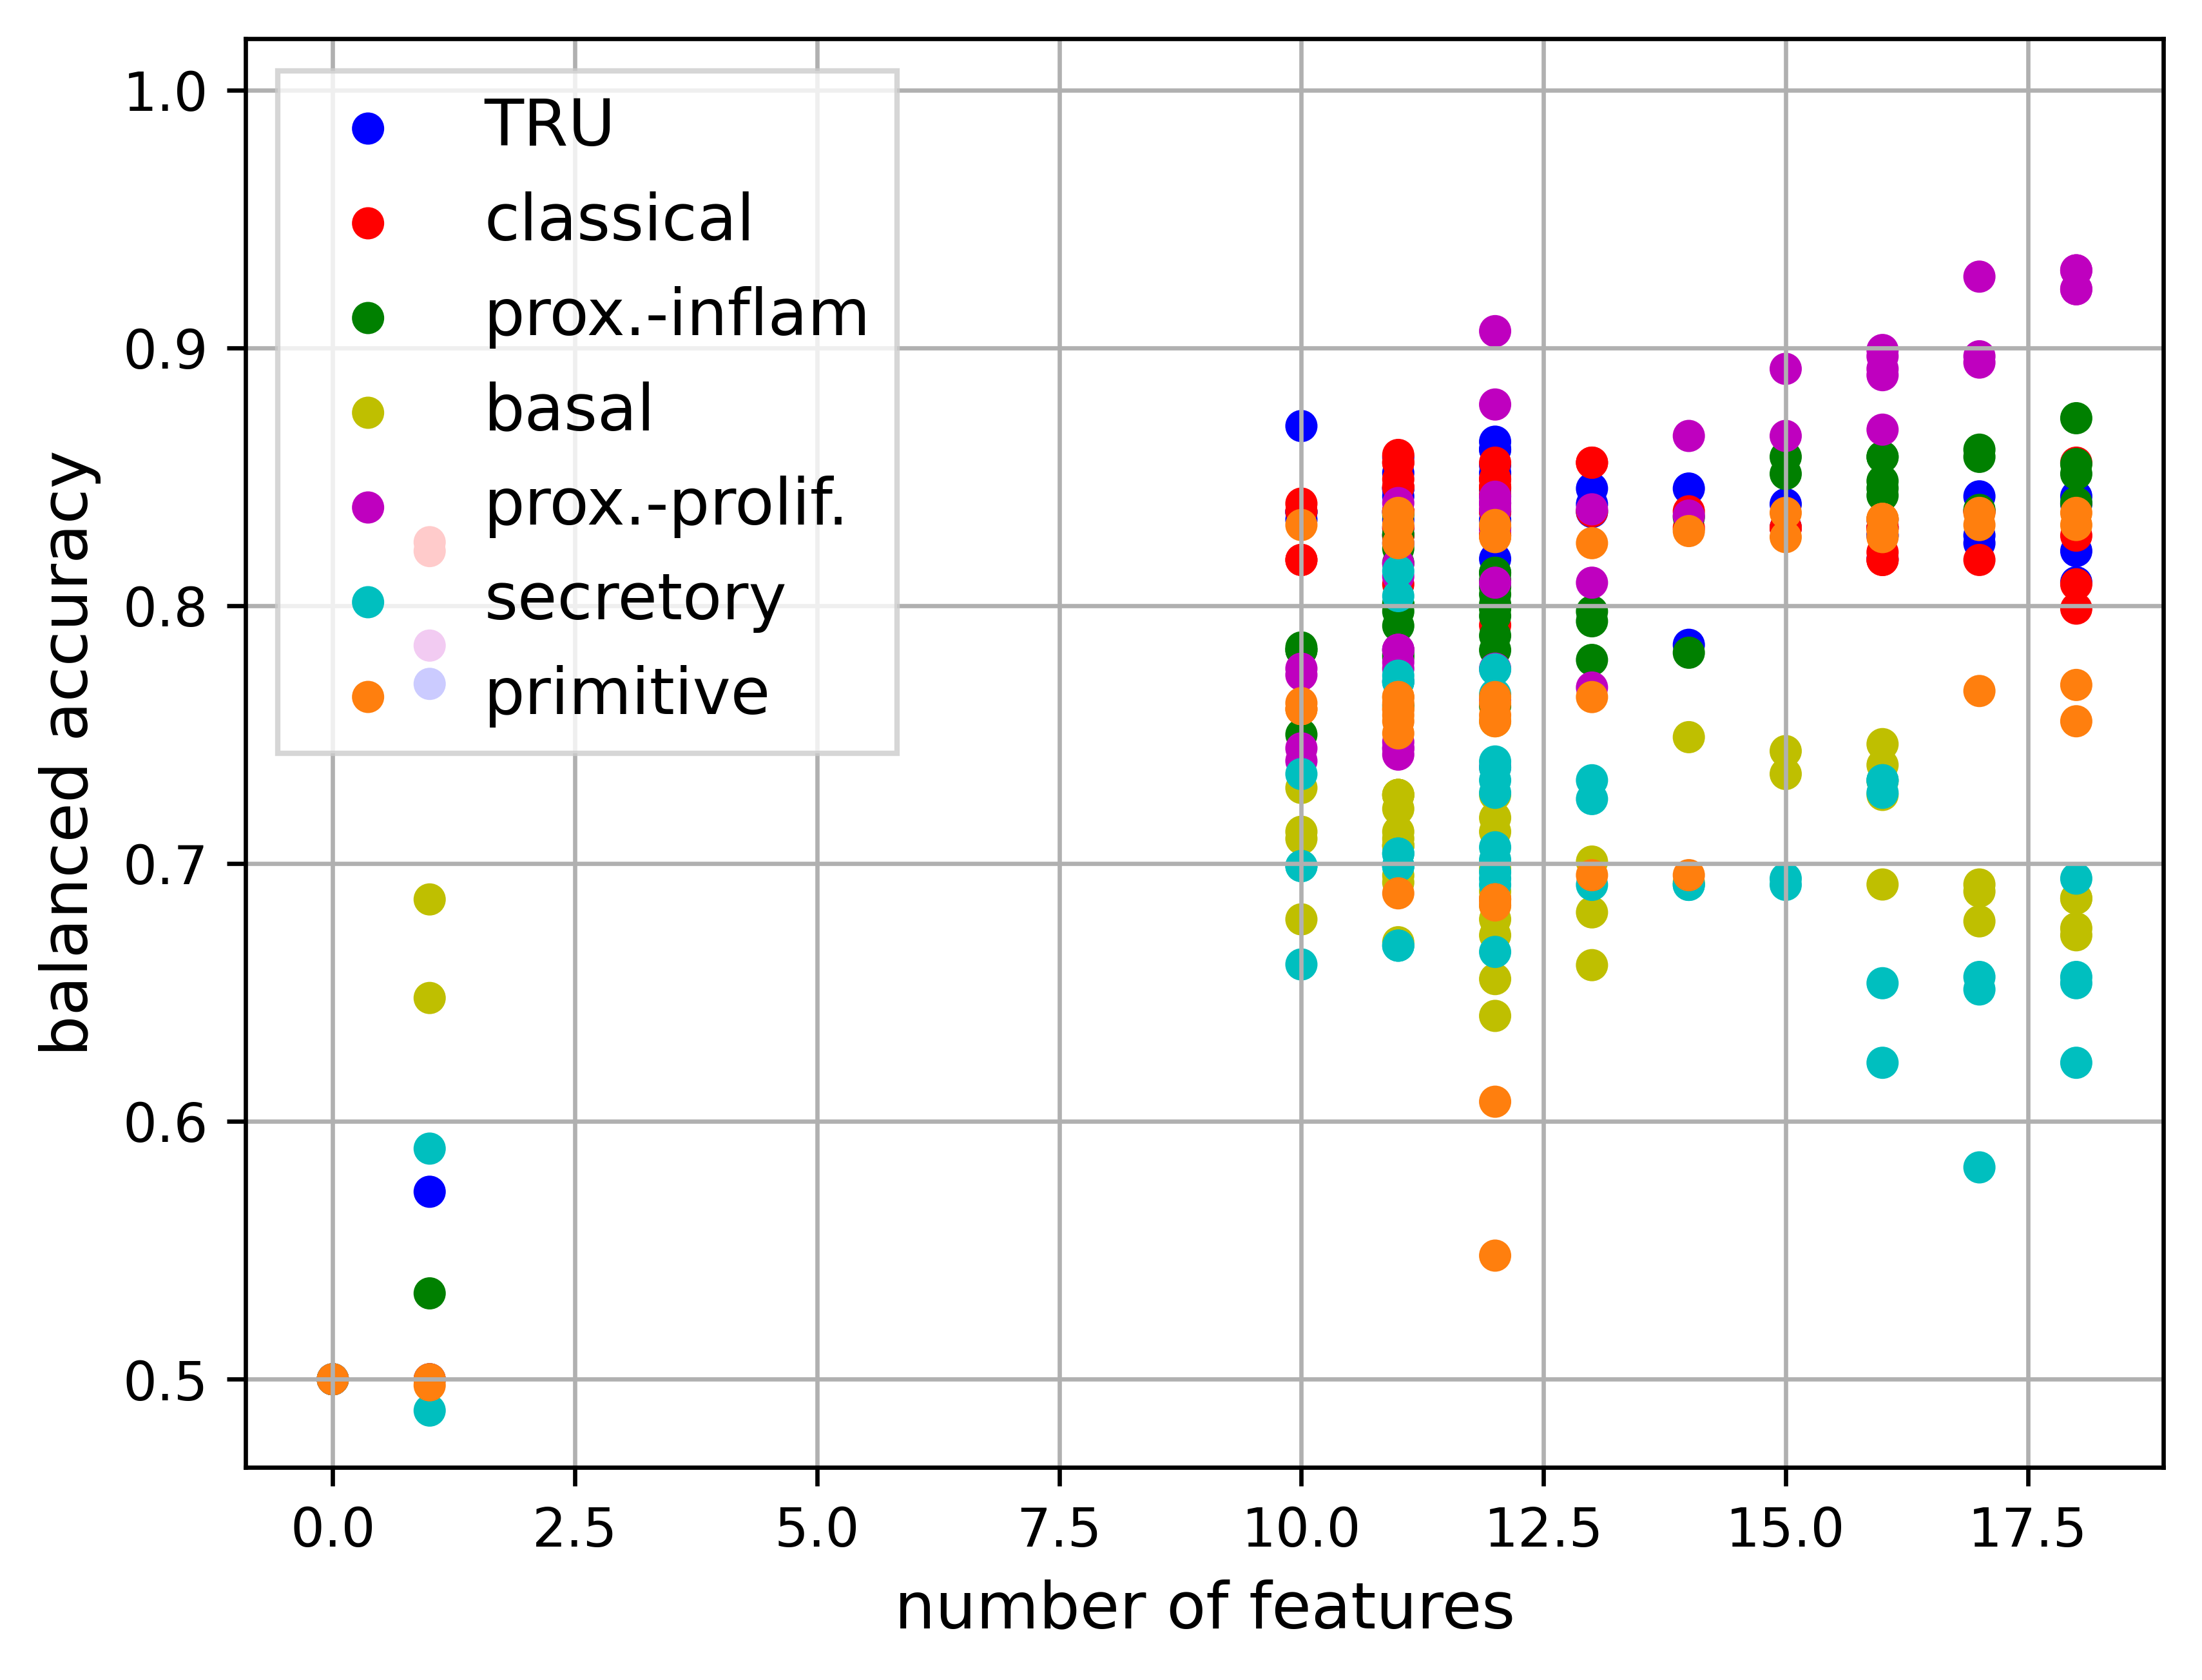 1.0
0.9
0.8
0.7
0.6
0.5
balanced accuracy
TRU
classical
prox.-inflam
basal
prox.-prolif.
secretory
primitive
0.0 2.5 5.0 7.5 10.0 12.5 15.0 17.5
number of features